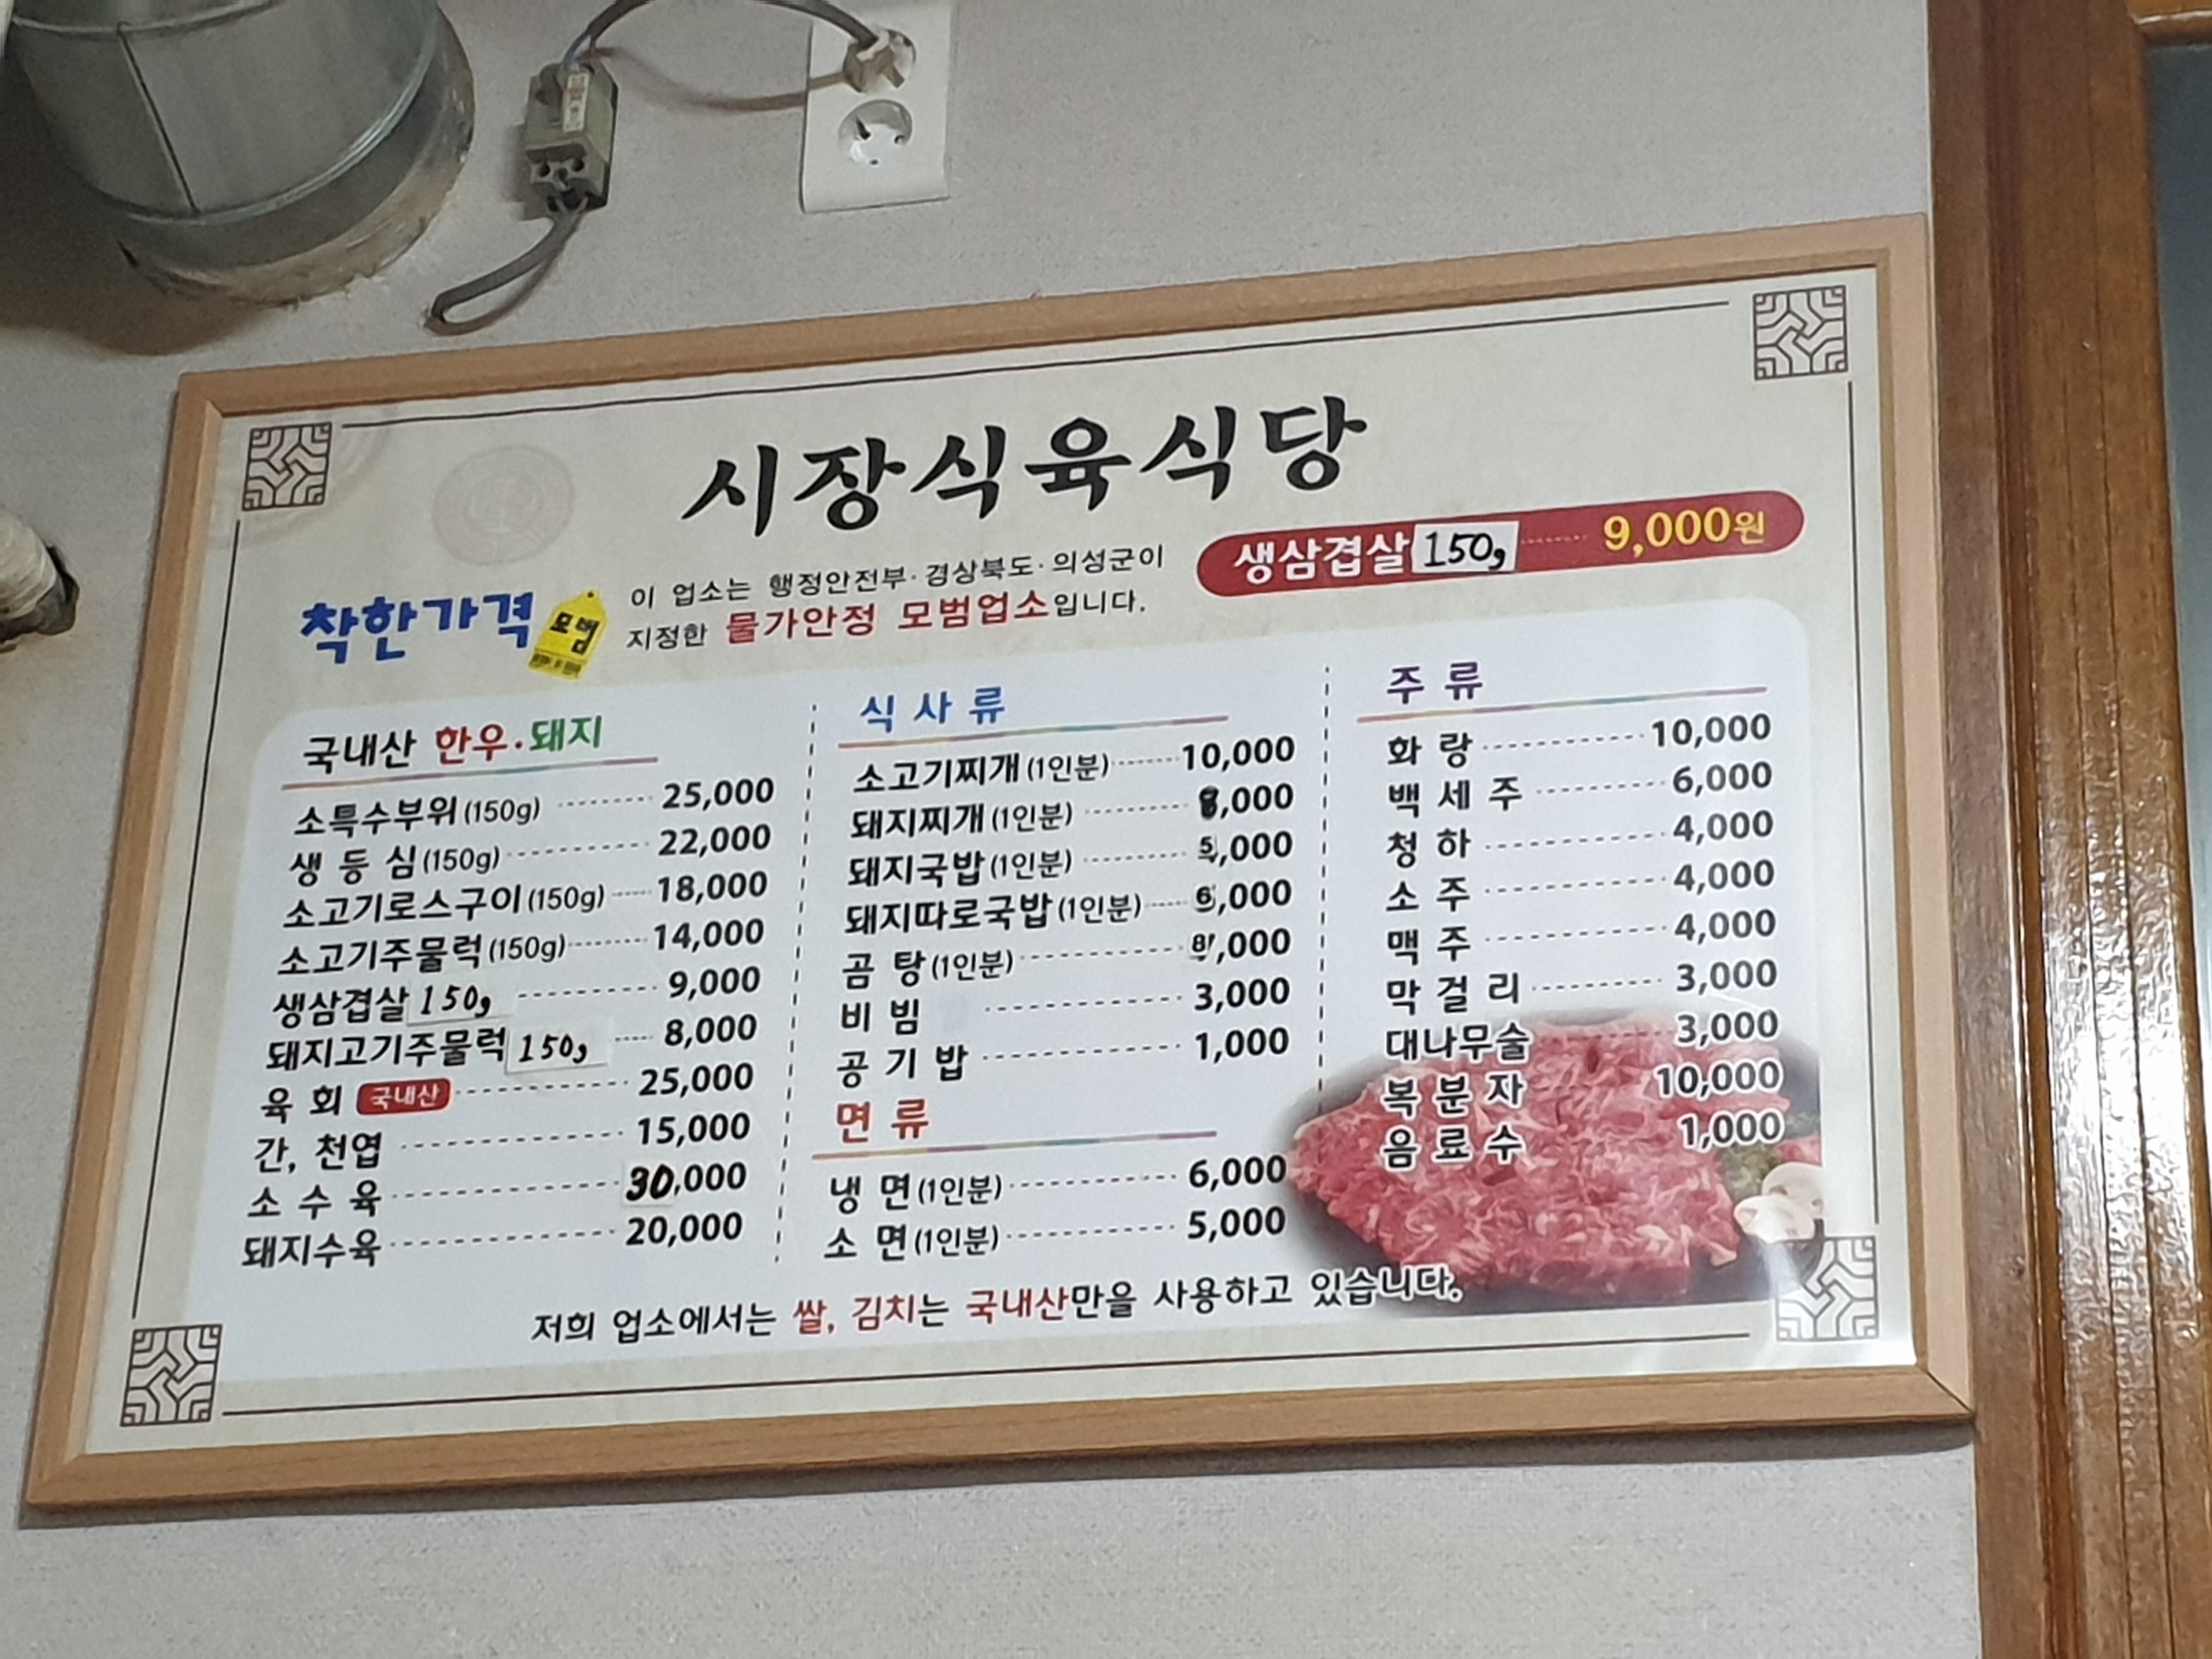 시장식육식당
생삼겹살 150g 9,000원
착한가격 모범
이 업소는 행정안전부·경상북도·의성군이
지정한 물가안정 모범업소입니다.
국내산 한우·돼지
소특수부위(150g) 25,000
생등심(150g) 22,000
소고기로스구이(150g) 18,000
소고기주물럭(150g) 14,000
생삼겹살 150g 9,000
돼지고기주물럭 150g 8,000
육회 국내산 25,000
간, 천엽 15,000
소수육 30,000
돼지수육 20,000
식사류
소고기찌개(1인분) 10,000
돼지찌개(1인분) 8,000
돼지국밥(1인분) 5,000
돼지따로국밥(1인분) 6,000
곰탕(1인분) 8,000
비빔 3,000
공기밥 1,000
면류
냉면(1인분) 6,000
소면(1인분) 5,000
주류
화랑 10,000
백세주 6,000
청하 4,000
소주 4,000
맥주 4,000
막걸리 3,000
대나무술 3,000
복분자 10,000
음료수 1,000
저희 업소에서는 쌀, 김치는 국내산만을 사용하고 있습니다.